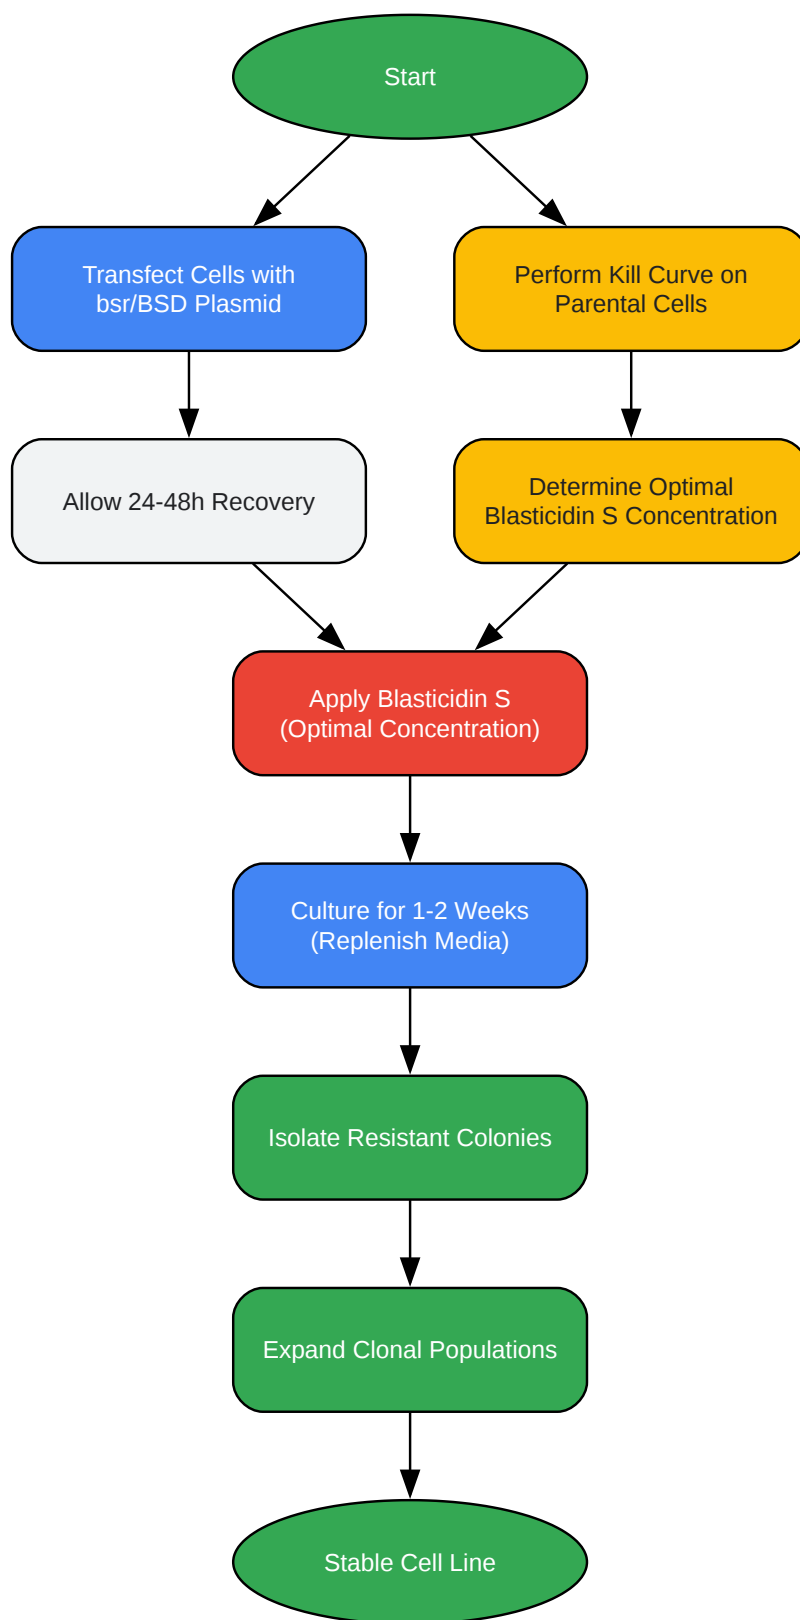 Start
Transfect Cells with
bsr/BSD Plasmid
Perform Kill Curve on
Parental Cells
Allow 24-48h Recovery
Determine Optimal
Blasticidin S Concentration
Apply Blasticidin S
(Optimal Concentration)
Culture for 1-2 Weeks
(Replenish Media)
Isolate Resistant Colonies
Expand Clonal Populations
Stable Cell Line